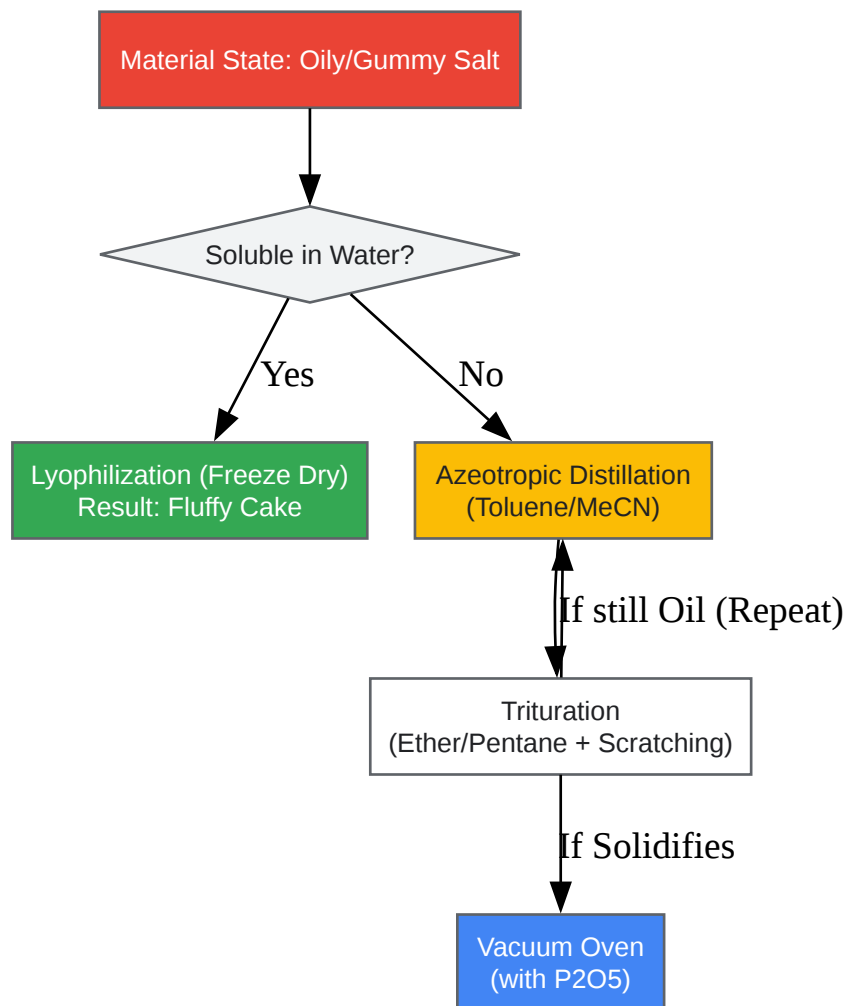 Material State: Oily/Gummy Salt
Soluble in Water?
Yes
No
Lyophilization (Freeze Dry)
Result: Fluffy Cake
Azeotropic Distillation
(Toluene/MeCN)
If still Oil (Repeat)
Trituration
(Ether/Pentane + Scratching)
If Solidifies
Vacuum Oven
(with P2O5)